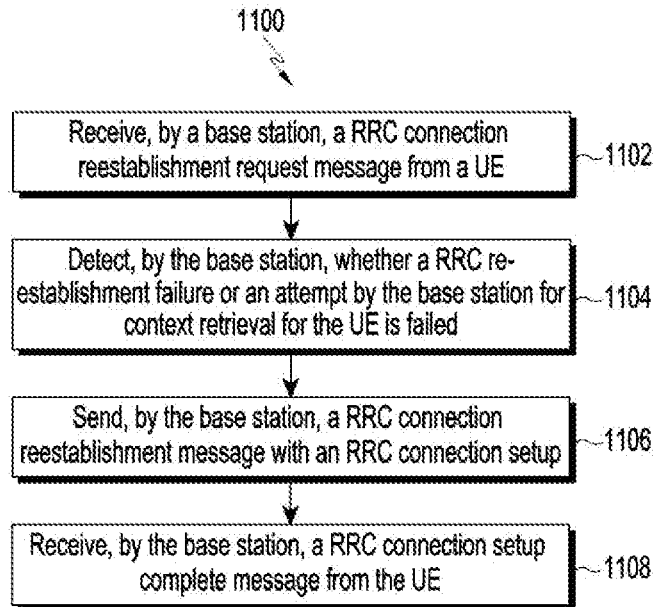 1100
Receive, by a base station, a RRC connection
reestablishment request message from a UE
1102
Detect, by the base station, whether a RRC re-
establishment failure or an attempt by the base station for
context retrieval for the UE is failed
1104
Send, by the base station, a RRC connection
reestablishment message with an RRC connection setup
1106
Receive, by the base station, a RRC connection setup
complete message from the UE
1108